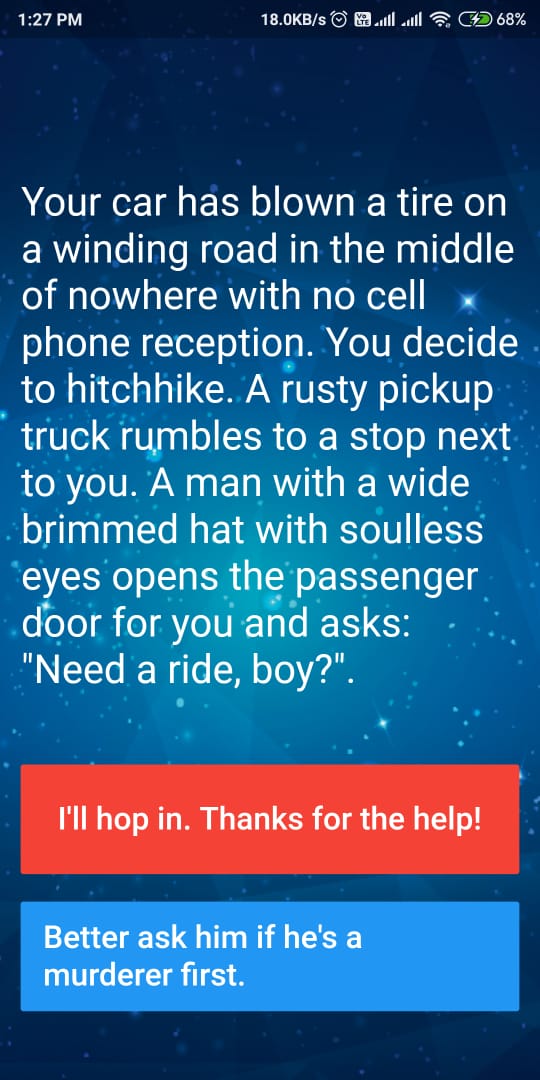 1:27 PM 18.0KB/s Vo LTE 68%
Your car has blown a tire on
a winding road in the middle
of nowhere with no cell
phone reception. You decide
to hitchhike. A rusty pickup
truck rumbles to a stop next
to you. A man with a wide
brimmed hat with soulless
eyes opens the passenger
door for you and asks:
"Need a ride, boy?".
I'll hop in. Thanks for the help!
Better ask him if he's a
murderer first.